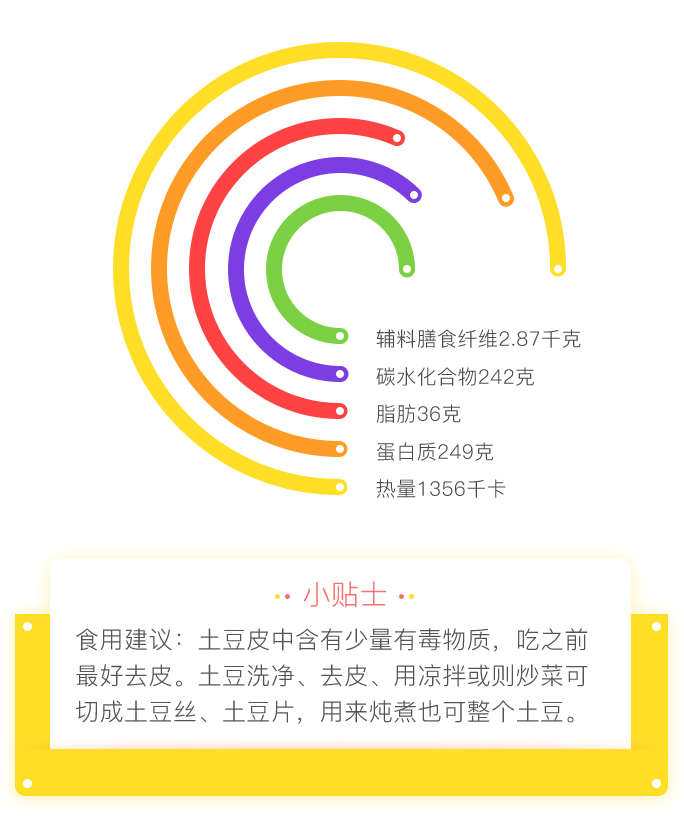 辅料膳食纤维2.87千克
碳水化合物242克
脂肪36克
蛋白质249克
热量1356千卡
小贴士
食用建议：土豆皮中含有少量有毒物质，吃之前
最好去皮。土豆洗净、去皮、用凉拌或则炒菜可
切成土豆丝、土豆片，用来炖煮也可整个土豆。